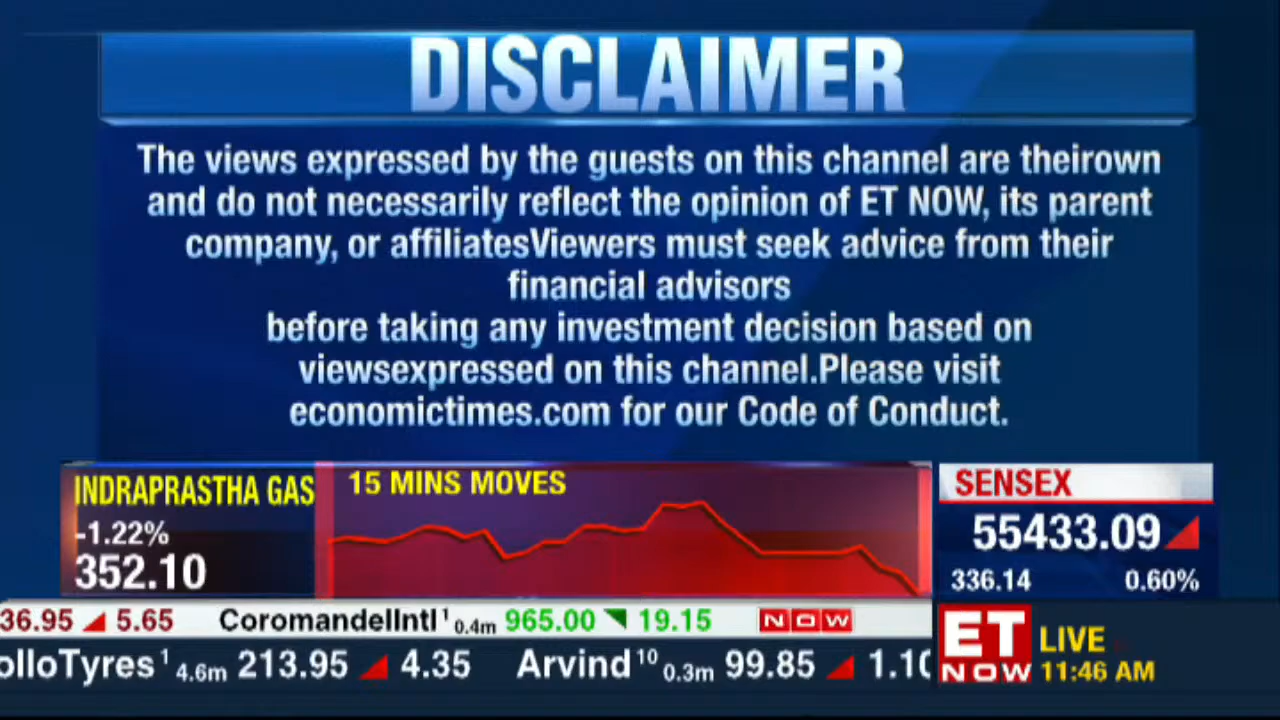 DISCLAIMER
The views expressed by the guests on this channel are theirown
and do not necessarily reflect the opinion of ET NOW, its parent
company, or affiliatesViewers must seek advice from their
financial advisors
before taking any investment decision based on
viewsexpressed on this channel.Please visit
economictimes.com for our Code of Conduct.
INDRAPRASTHA GAS
-1.22%
352.10
15 MINS MOVES
SENSEX
55433.09
336.14 0.60%
36.95 5.65 CoromandelIntl 1 0.4m 965.00 19.15 NOW
olloTyres 1 4.6m 213.95 4.35 Arvind 10 0.3m 99.85 1.10
ET
NOW
LIVE
11:46 AM